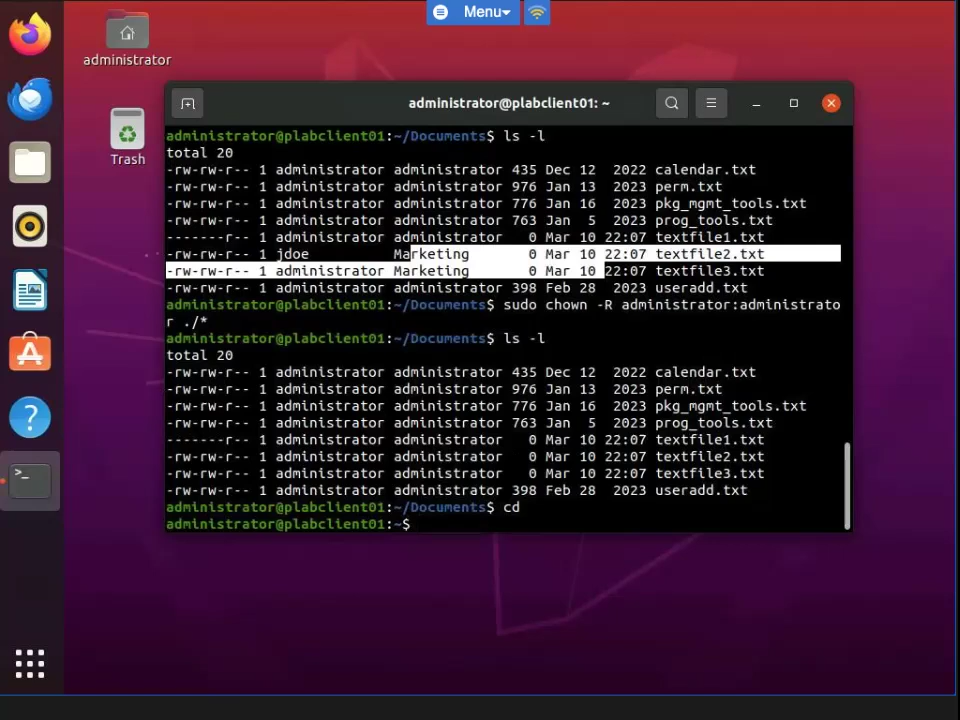 Menu
administrator
Trash
administrator@plabclient01: ~
administrator@plabclient01:~/Documents$ ls -l
total 20
-rw-rw-r-- 1 administrator administrator 435 Dec 12  2022 calendar.txt
-rw-rw-r-- 1 administrator administrator 976 Jan 13  2023 perm.txt
-rw-rw-r-- 1 administrator administrator 776 Jan 16  2023 pkg_mgmt_tools.txt
-rw-rw-r-- 1 administrator administrator 763 Jan  5  2023 prog_tools.txt
-------r-- 1 administrator administrator   0 Mar 10 22:07 textfile1.txt
-rw-rw-r-- 1 jdoe          Marketing       0 Mar 10 22:07 textfile2.txt
-rw-rw-r-- 1 administrator Marketing       0 Mar 10 22:07 textfile3.txt
-rw-rw-r-- 1 administrator administrator 398 Feb 28  2023 useradd.txt
administrator@plabclient01:~/Documents$ sudo chown -R administrator:administrato
r ./*
administrator@plabclient01:~/Documents$ ls -l
total 20
-rw-rw-r-- 1 administrator administrator 435 Dec 12  2022 calendar.txt
-rw-rw-r-- 1 administrator administrator 976 Jan 13  2023 perm.txt
-rw-rw-r-- 1 administrator administrator 776 Jan 16  2023 pkg_mgmt_tools.txt
-rw-rw-r-- 1 administrator administrator 763 Jan  5  2023 prog_tools.txt
-------r-- 1 administrator administrator   0 Mar 10 22:07 textfile1.txt
-rw-rw-r-- 1 administrator administrator   0 Mar 10 22:07 textfile2.txt
-rw-rw-r-- 1 administrator administrator   0 Mar 10 22:07 textfile3.txt
-rw-rw-r-- 1 administrator administrator 398 Feb 28  2023 useradd.txt
administrator@plabclient01:~/Documents$ cd
administrator@plabclient01:~$